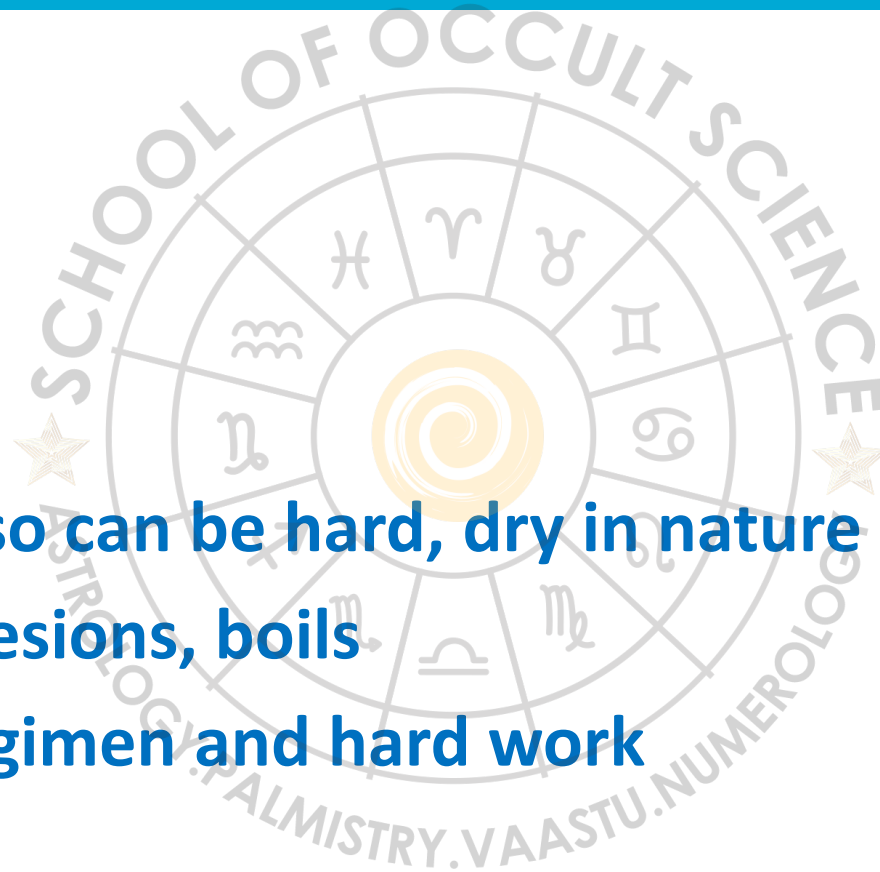 SCHOOL OF OCCULT SCIENCE
so can be hard, dry in nature
esions, boils
gimen and hard work
ASTROLOGY.PALMISTRY.VAASTU.NUMEROLOGY